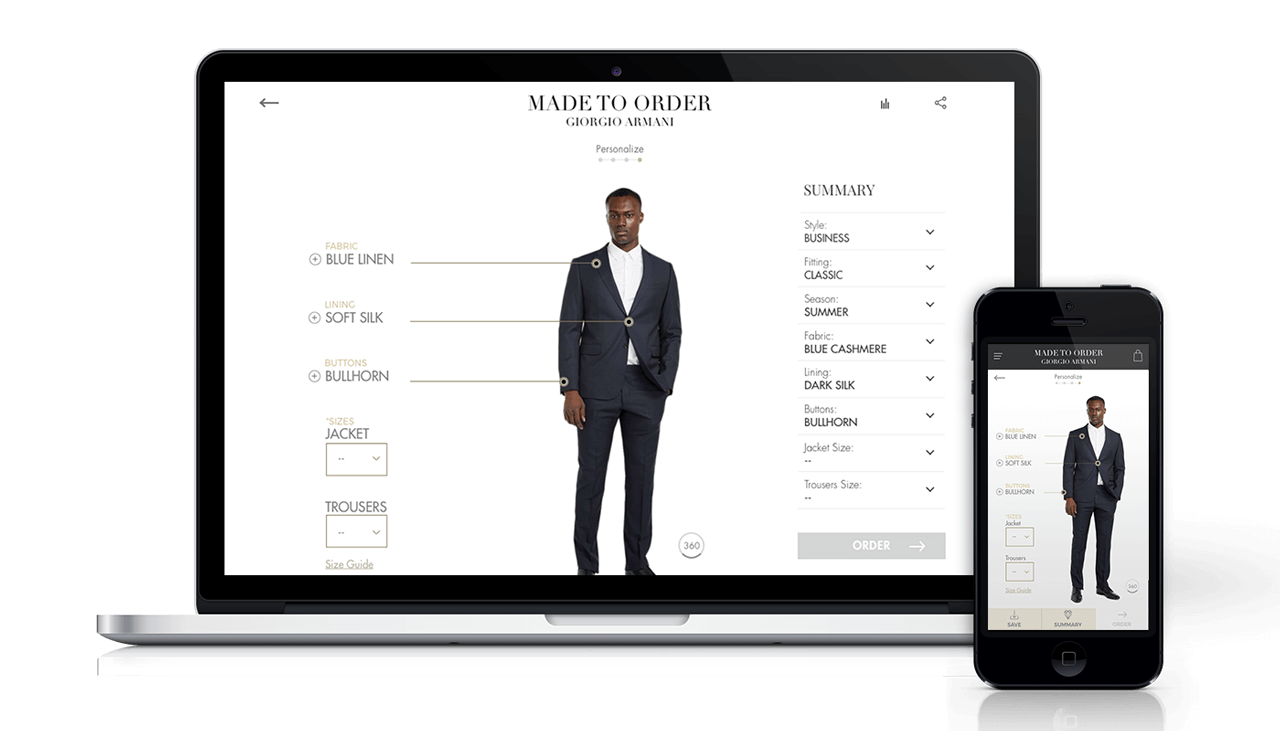 MADE TO ORDER
GIORGIO ARMANI
Personalize
FABRIC
BLUE LINEN
LINING
SOFT SILK
BUTTONS
BULLHORN
*SIZES
JACKET
--
TROUSERS
--
Size Guide
360
SUMMARY
Style:
BUSINESS
Fitting:
CLASSIC
Season:
SUMMER
Fabric:
BLUE CASHMERE
Lining:
DARK SILK
Buttons:
BULLHORN
Jacket Size:
--
Trousers Size:
--
ORDER
MADE TO ORDER
GIORGIO ARMANI
Personalize
FABRIC
BLUE LINEN
LINING
SOFT SILK
BUTTONS
BULLHORN
*SIZES
Jacket
--
Trousers
--
Size Guide
360
SAVE
SUMMARY
ORDER